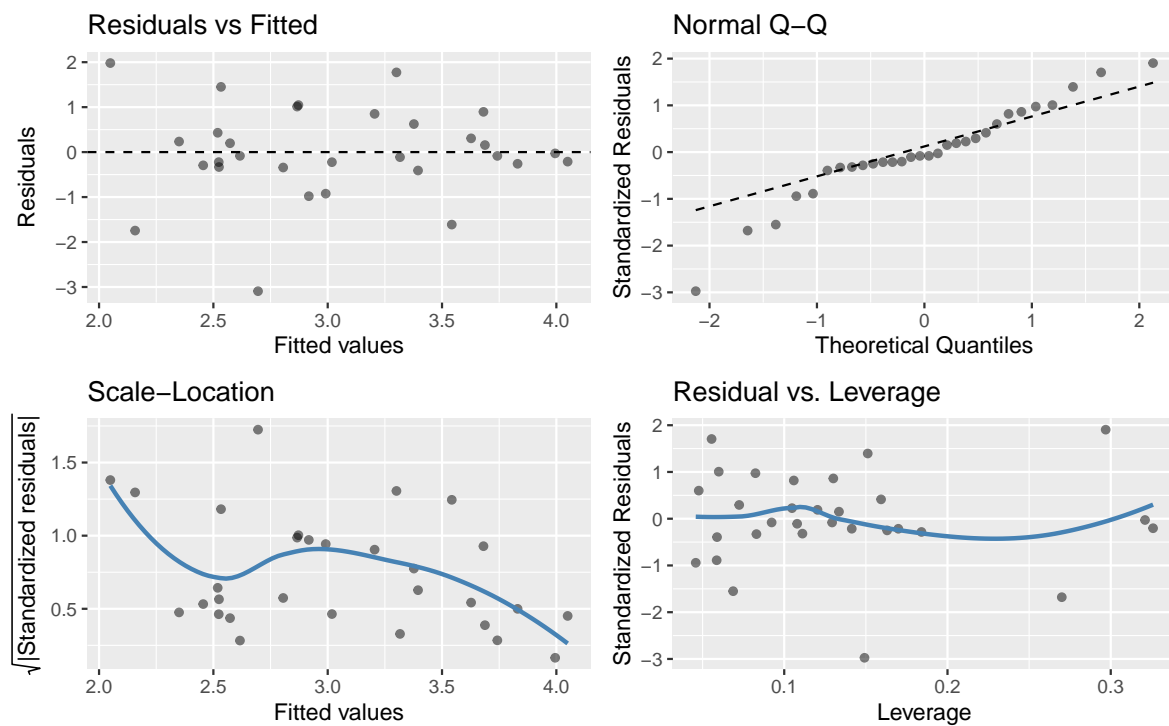 Residuals vs Fitted
2
1
0
−1
−2
−3
Residuals
2.0 2.5 3.0 3.5 4.0
Fitted values
Normal Q−Q
2
1
0
−1
−2
−3
Standardized Residuals
−2 −1 0 1 2
Theoretical Quantiles
Scale−Location
1.5
1.0
0.5
√|Standardized residuals|
2.0 2.5 3.0 3.5 4.0
Fitted values
Residual vs. Leverage
2
1
0
−1
−2
−3
Standardized Residuals
0.1 0.2 0.3
Leverage